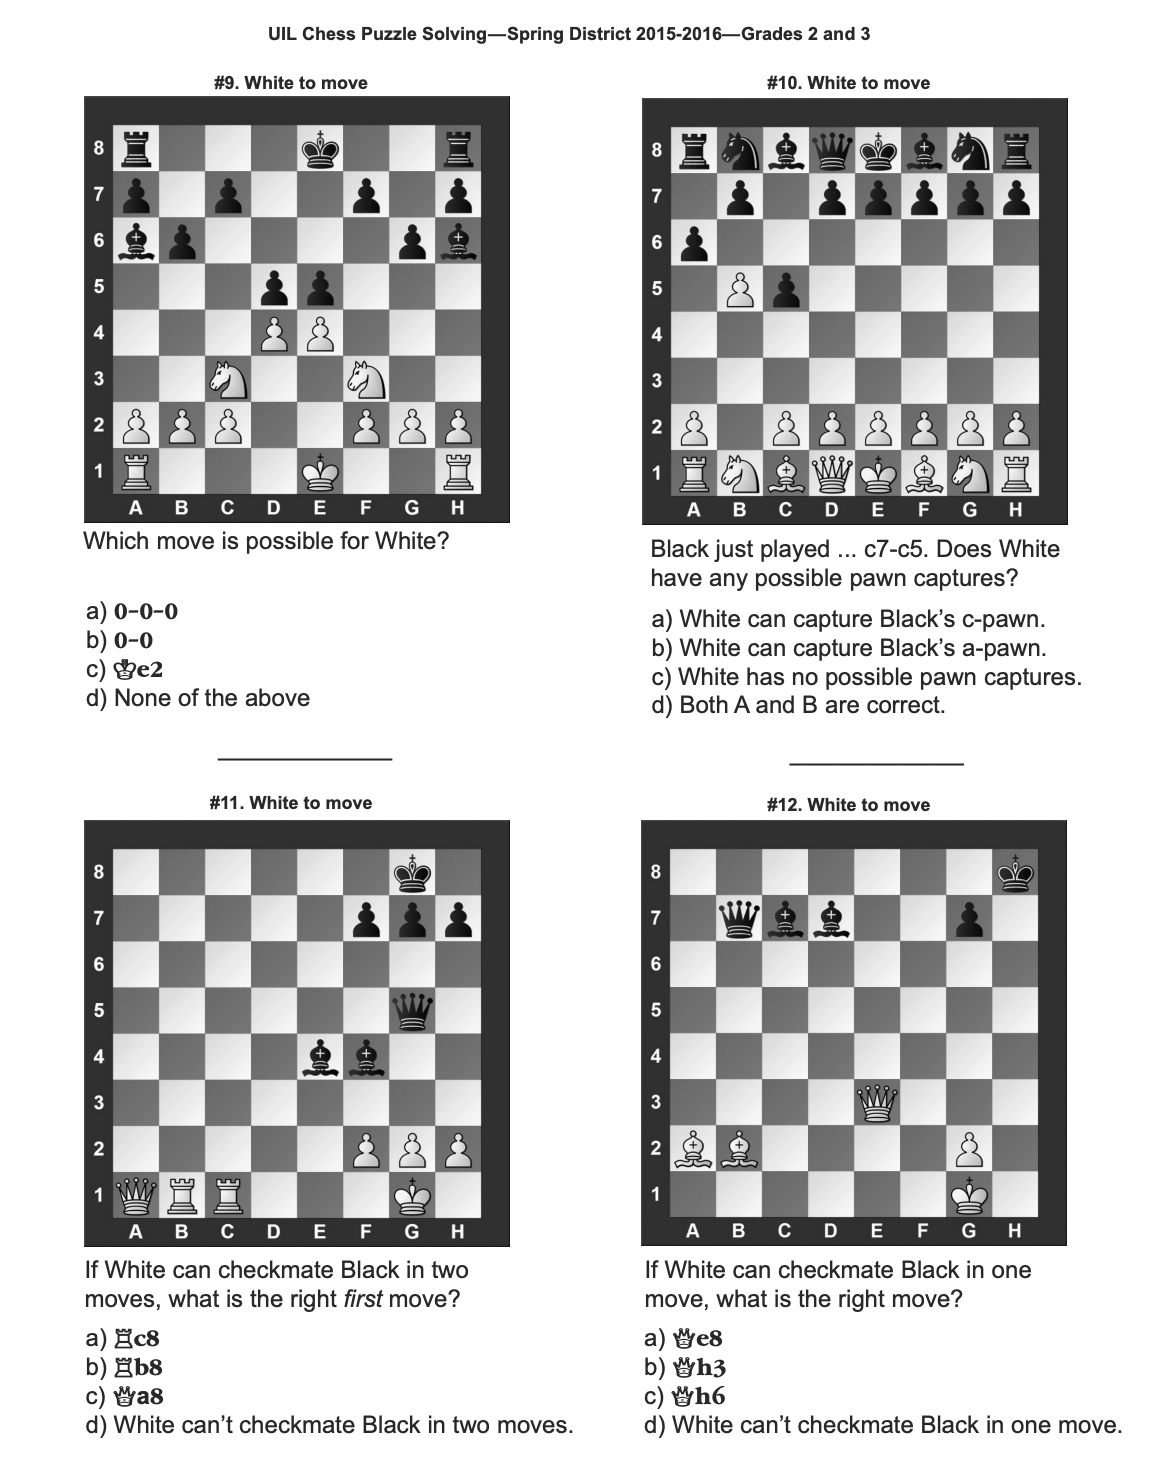 UIL Chess Puzzle Solving—Spring District 2015-2016—Grades 2 and 3
#9. White to move
8
7
6
5
4
3
2
1
A B C D E F G H
Which move is possible for White?
a) 0-0-0
b) 0-0
c) ♔e2
d) None of the above
#10. White to move
8
7
6
5
4
3
2
1
A B C D E F G H
Black just played ... c7-c5. Does White
have any possible pawn captures?
a) White can capture Black’s c-pawn.
b) White can capture Black’s a-pawn.
c) White has no possible pawn captures.
d) Both A and B are correct.
#11. White to move
8
7
6
5
4
3
2
1
A B C D E F G H
If White can checkmate Black in two
moves, what is the right first move?
a) ♖c8
b) ♖b8
c) ♕a8
d) White can’t checkmate Black in two moves.
#12. White to move
8
7
6
5
4
3
2
1
A B C D E F G H
If White can checkmate Black in one
move, what is the right move?
a) ♕e8
b) ♕h3
c) ♕h6
d) White can’t checkmate Black in one move.